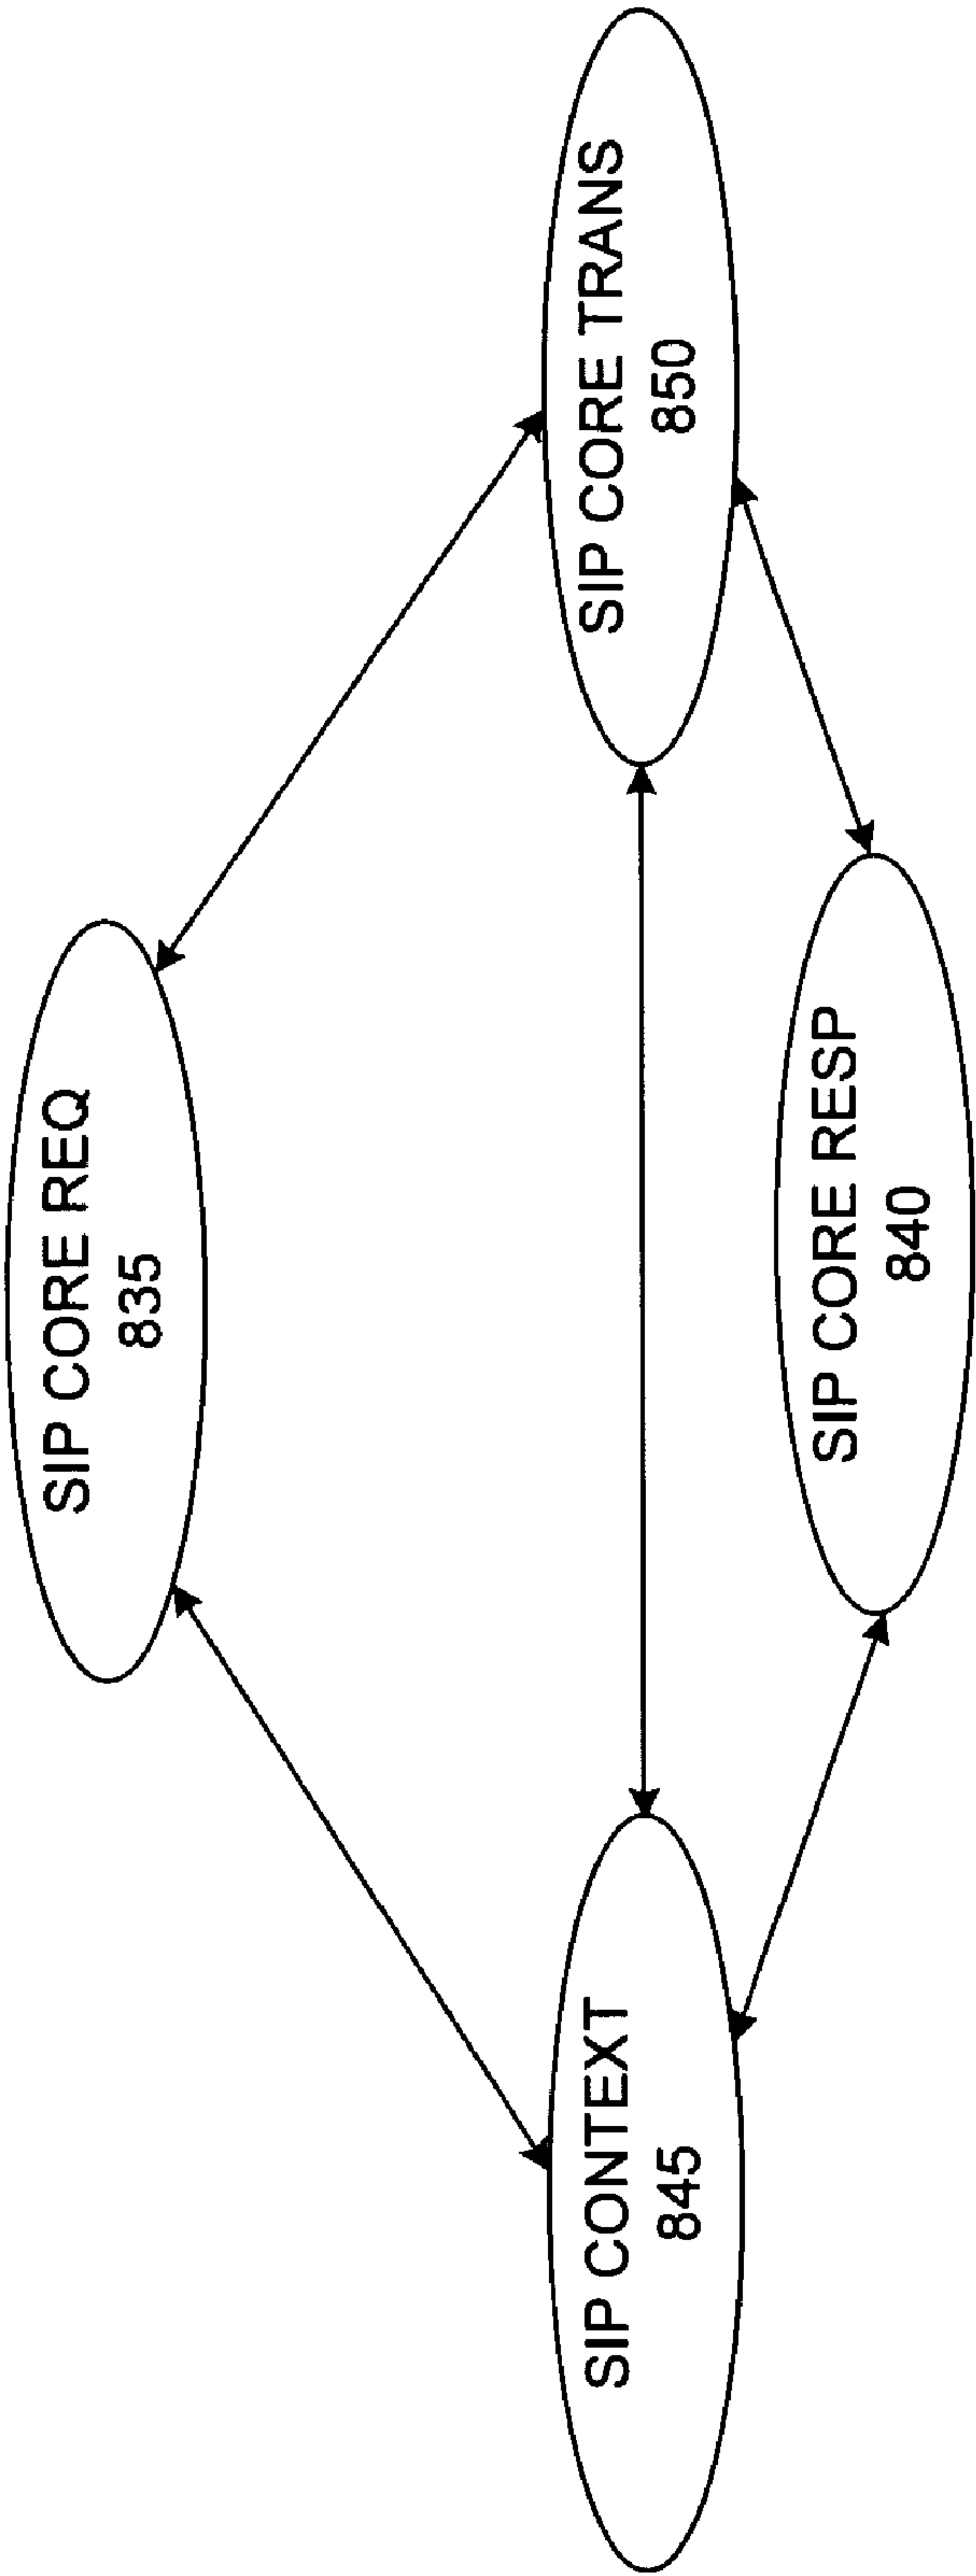 SIP CORE REQ
835
SIP CONTEXT
845
SIP CORE TRANS
850
SIP CORE RESP
840